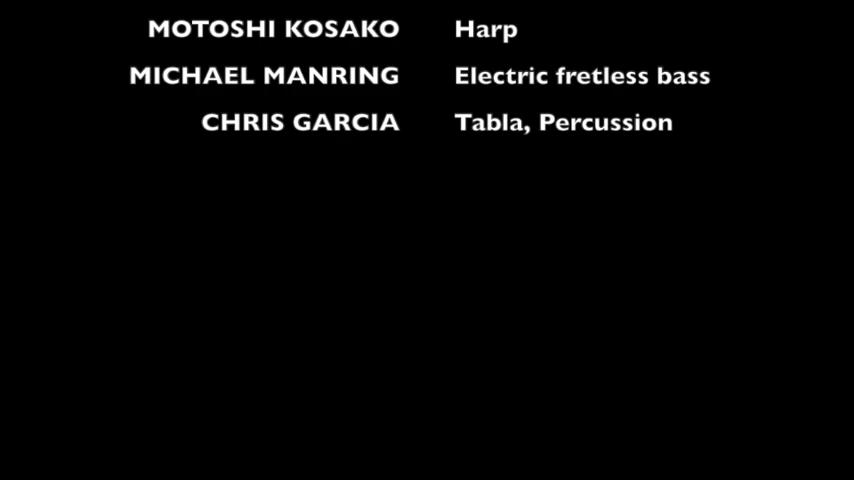 MOTOSHI KOSAKO Harp
MICHAEL MANRING Electric fretless bass
CHRIS GARCIA Tabla, Percussion